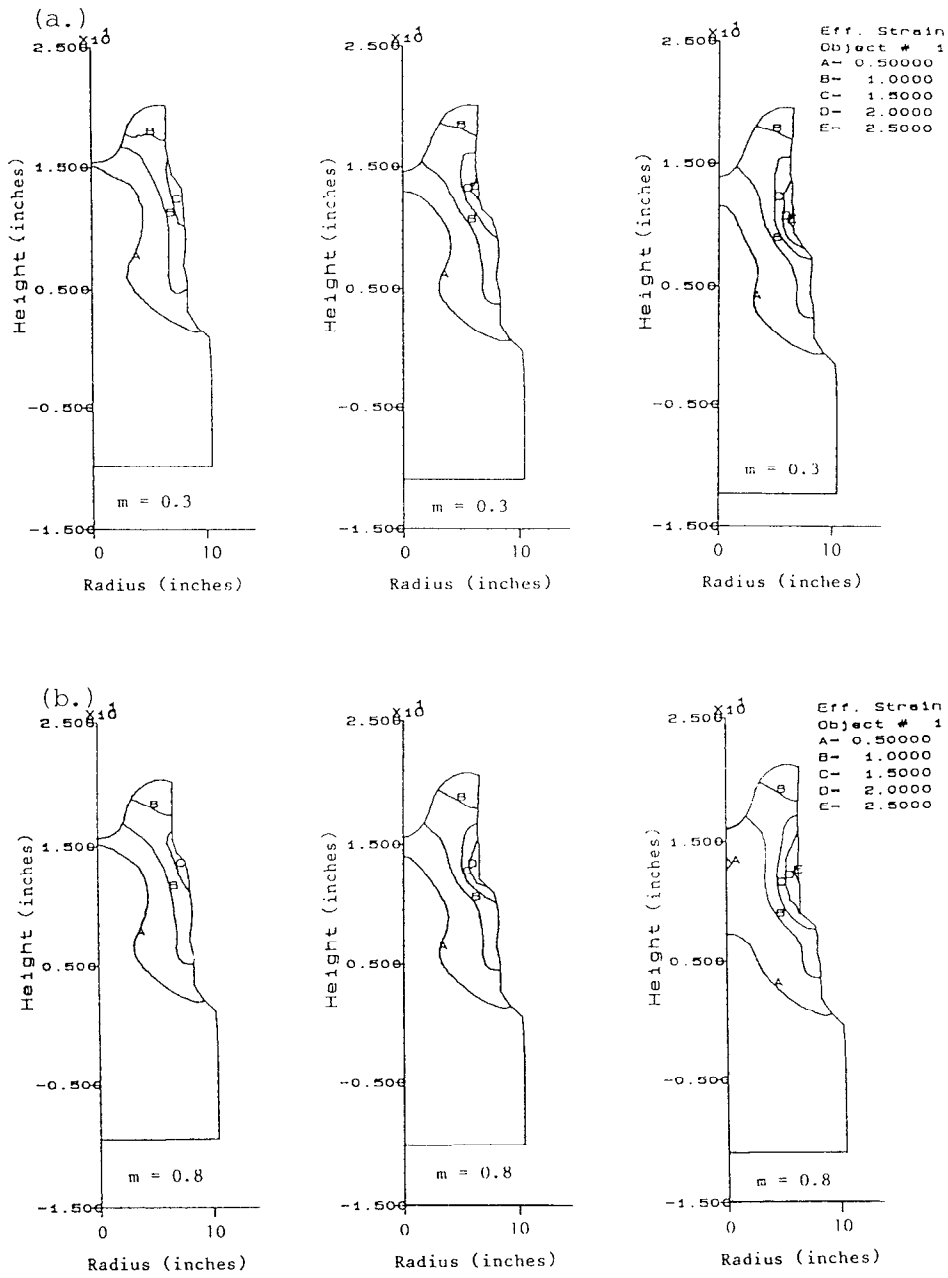 (a.)
X10 1
2.500
1.500
0.500
-0.500
-1.500
Height (inches)
B
C
B
A
m = 0.3
0
10
Radius (inches)
X10 1
2.500
1.500
0.500
-0.500
-1.500
Height (inches)
B
B
A
m = 0.3
0
10
Radius (inches)
X10 1
2.500
1.500
0.500
-0.500
-1.500
Height (inches)
Eff. Strain
Object # 1
A- 0.50000
B- 1.0000
C- 1.5000
D- 2.0000
E- 2.5000
B
C
D
B
A
m = 0.3
0
10
Radius (inches)
(b.)
X10 1
2.500
1.500
0.500
-0.500
-1.500
Height (inches)
B
C
B
A
m = 0.8
0
10
Radius (inches)
X10 1
2.500
1.500
0.500
-0.500
-1.500
Height (inches)
B
D
C
B
A
m = 0.8
0
10
Radius (inches)
X10 1
2.500
1.500
0.500
-0.500
-1.500
Height (inches)
Eff. Strain
Object # 1
A- 0.50000
B- 1.0000
C- 1.5000
D- 2.0000
E- 2.5000
B
A
E
D
C
B
A
m = 0.8
0
10
Radius (inches)